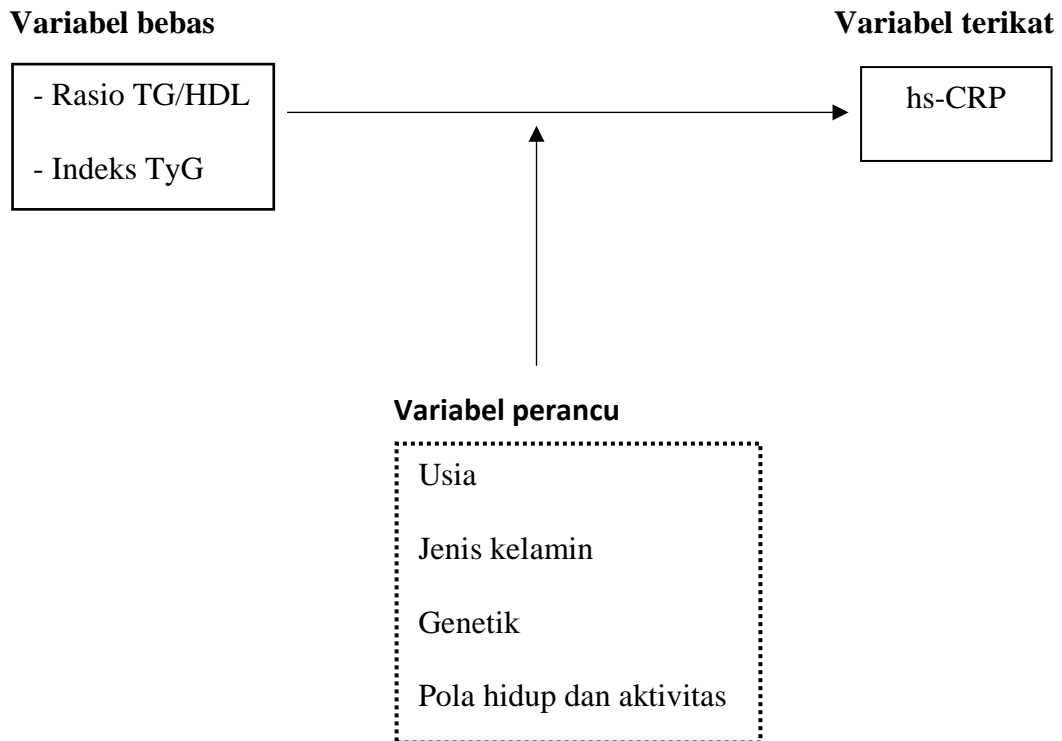 Variabel bebas
Variabel terikat
- Rasio TG/HDL
- Indeks TyG
hs-CRP
Variabel perancu
Usia
Jenis kelamin
Genetik
Pola hidup dan aktivitas